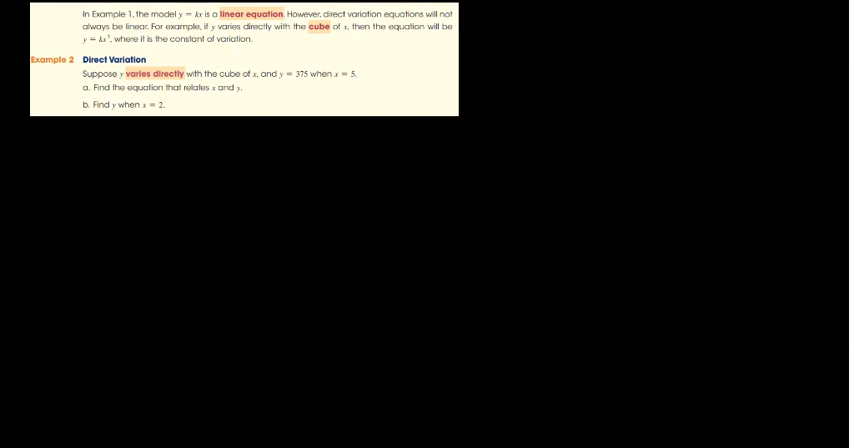 In Example 1, the model y = kx is a linear equation. However, direct variation equations will not
always be linear. For example, if y varies directly with the cube of x, then the equation will be
y = kx³, where it is the constant of variation.
Example 2 Direct Variation
Suppose y varies directly with the cube of x, and y = 375 when x = 5.
a. Find the equation that relates x and y.
b. Find y when x = 2.